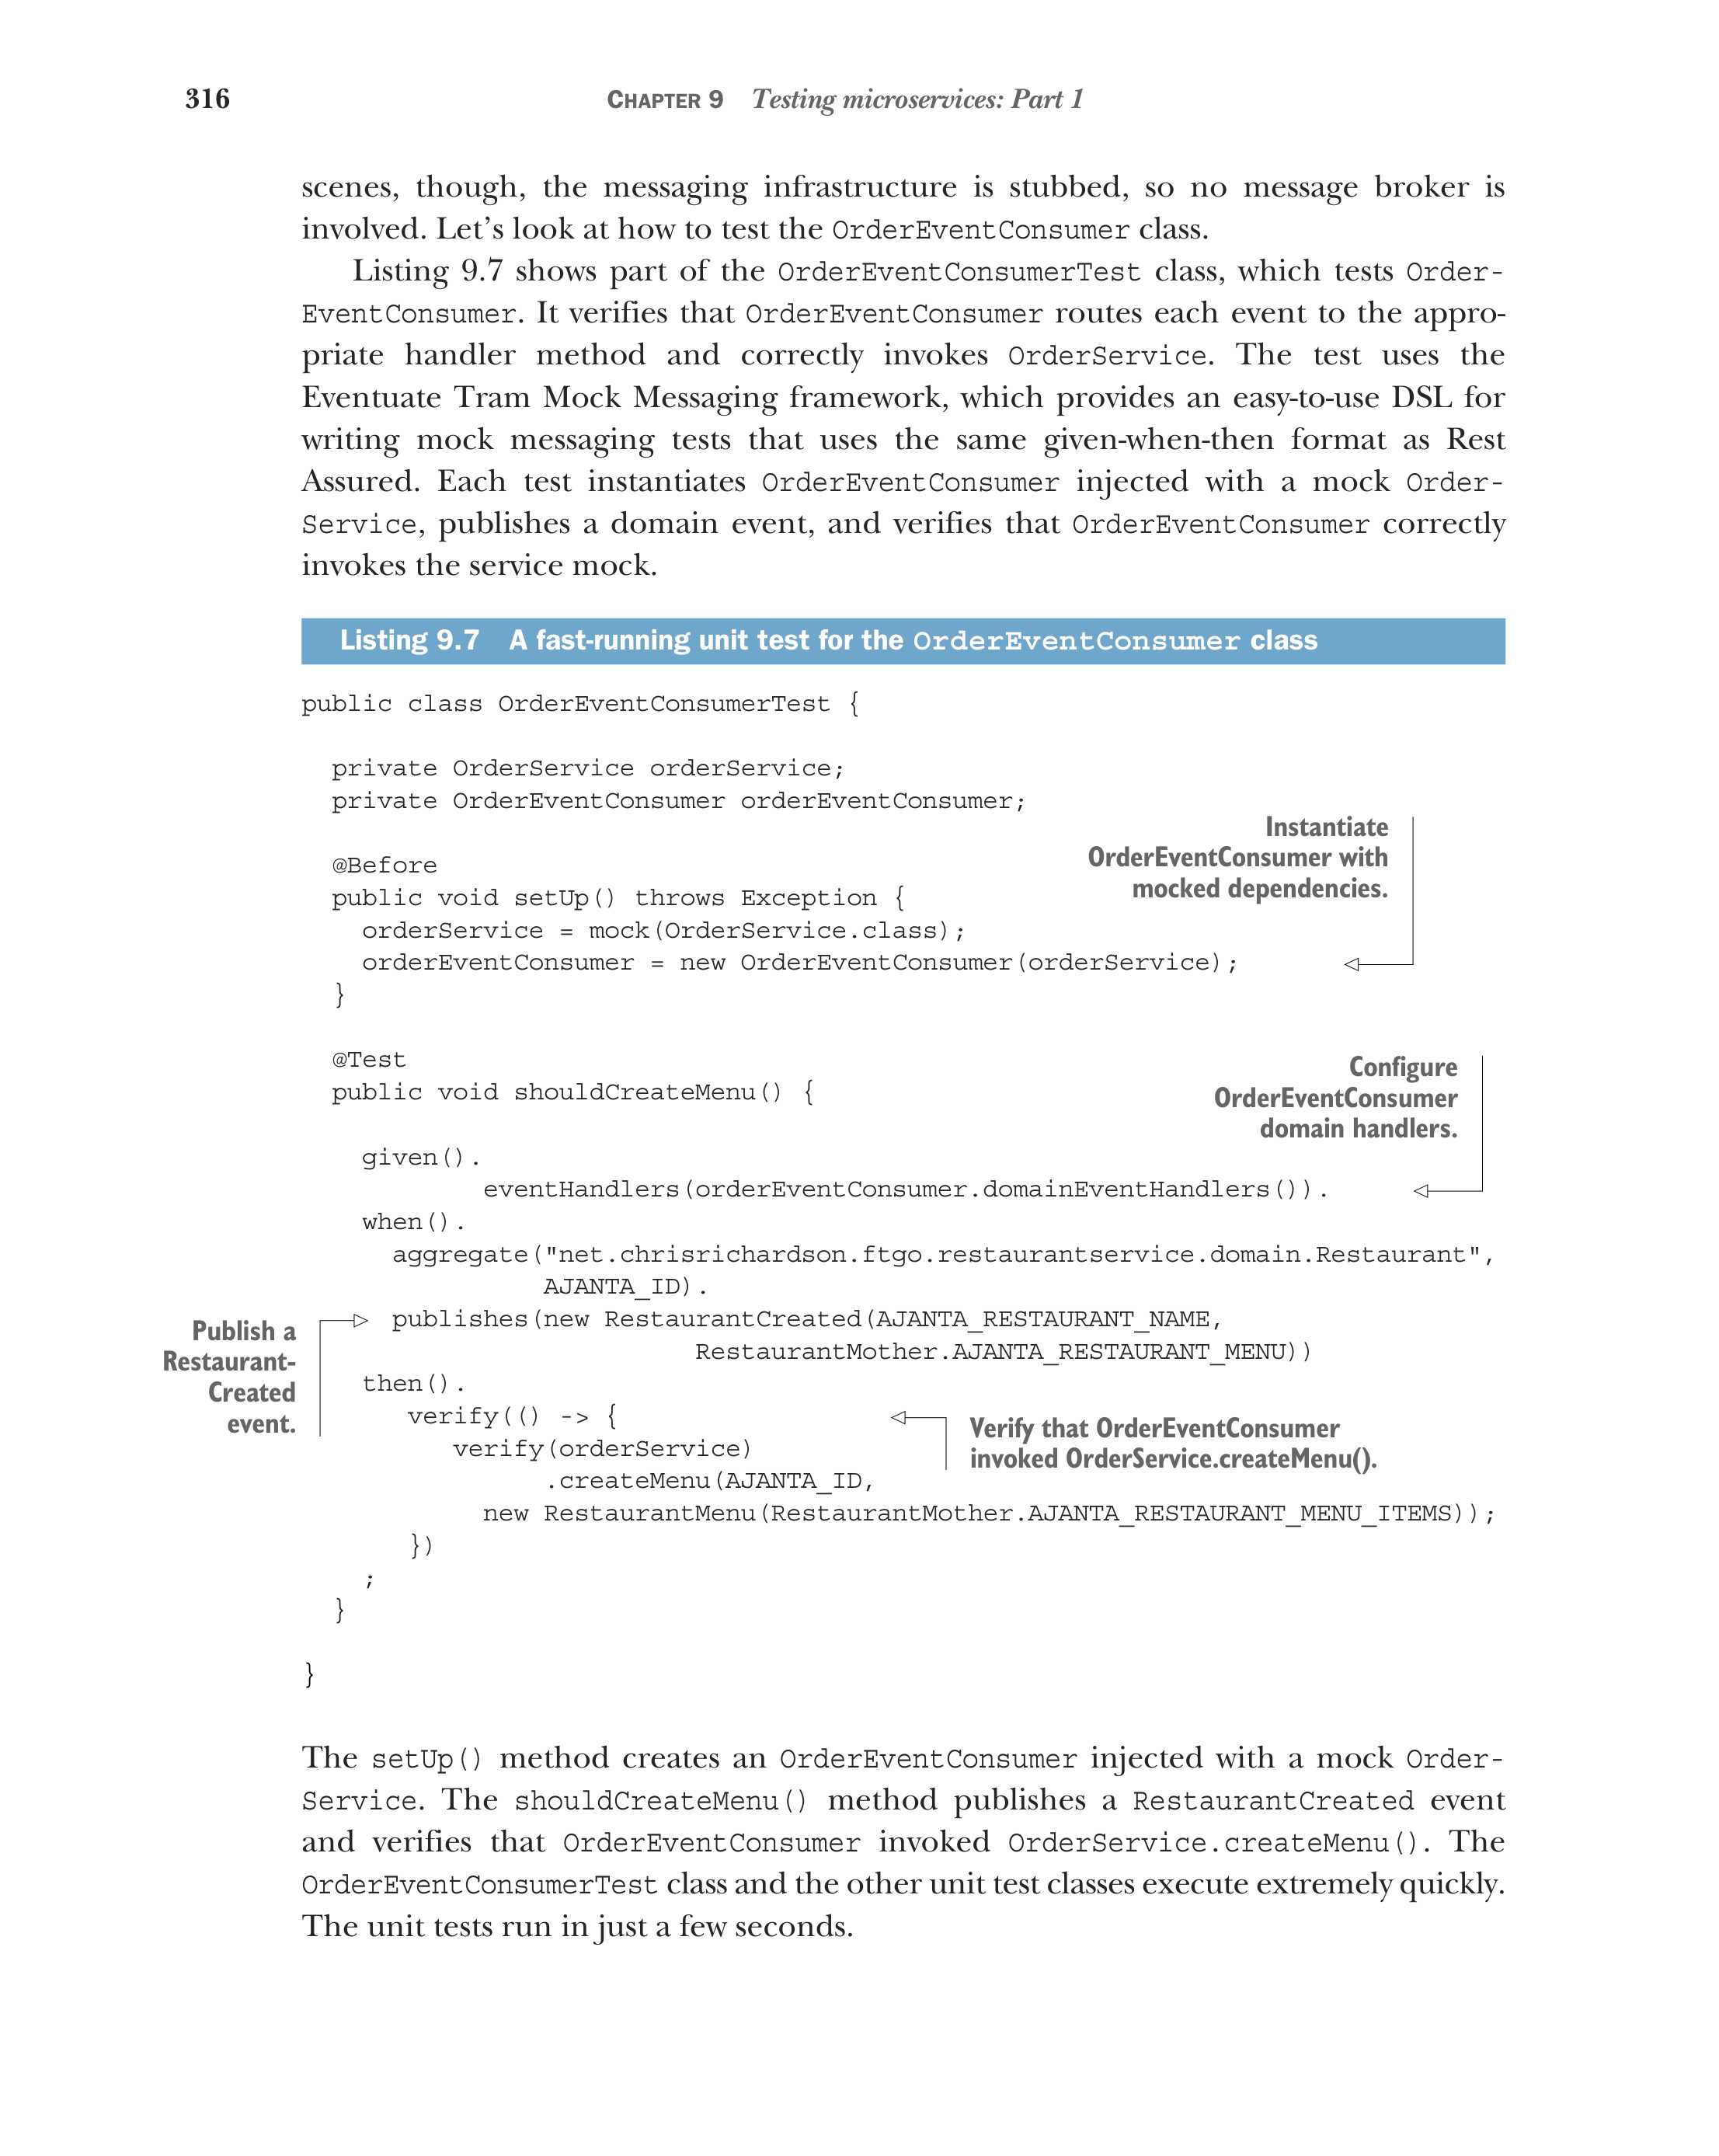 316 CHAPTER 9 Testing microservices: Part 1
scenes, though, the messaging infrastructure is stubbed, so no message broker is
involved. Let's look at how to test the OrderEventConsumer class.
Listing 9.7 shows part of the OrderEventConsumerTest class, which tests Order-
EventConsumer. It verifies that OrderEventConsumer routes each event to the appro-
priate handler method and correctly invokes OrderService. The test uses the
Eventuate Tram Mock Messaging framework, which provides an easy-to-use DSL for
writing mock messaging tests that uses the same given-when-then format as Rest
Assured. Each test instantiates OrderEventConsumer injected with a mock Order-
Service, publishes a domain event, and verifies that OrderEventConsumer correctly
invokes the service mock.
Listing 9.7 A fast-running unit test for the OrderEventConsumer class
public class OrderEventConsumerTest {
private OrderService orderService;
private OrderEventConsumer orderEventConsumer;
Instantiate
OrderEventConsumer with
mocked dependencies.
@Before
public void setUp() throws Exception {
orderService = mock(OrderService.class);
orderEventConsumer = new OrderEventConsumer(orderService);
}
@Test
public void shouldCreateMenu() {
Configure
OrderEventConsumer
domain handlers.
given().
eventHandlers(orderEventConsumer.domainEventHandlers()).
when().
aggregate("net.chrisrichardson.ftgo.restaurantservice.domain.Restaurant",
AJANTA_ID).
publishes(new RestaurantCreated(AJANTA_RESTAURANT_NAME,
RestaurantMother.AJANTA_RESTAURANT_MENU))
Publish a
Restaurant-
Created
event.
then().
verify(() -> {
verify(orderService)
.createMenu(AJANTA_ID,
new RestaurantMenu(RestaurantMother.AJANTA_RESTAURANT_MENU_ITEMS));
})
;
}
}
Verify that OrderEventConsumer
invoked OrderService.createMenu().
The setUp() method creates an OrderEventConsumer injected with a mock Order-
Service. The shouldCreateMenu() method publishes a RestaurantCreated event
and verifies that OrderEventConsumer invoked OrderService.createMenu(). The
OrderEventConsumerTest class and the other unit test classes execute extremely quickly.
The unit tests run in just a few seconds.